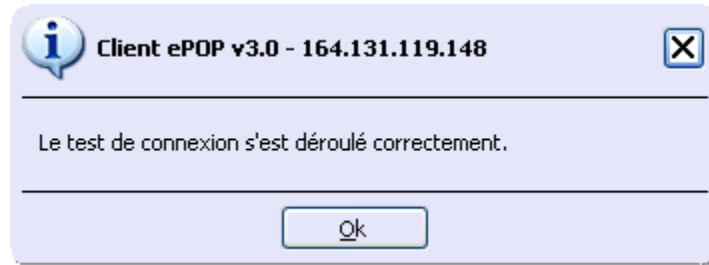 Client ePOP v3.0 - 164.131.119.148
Le test de connexion s'est déroulé correctement.
Ok